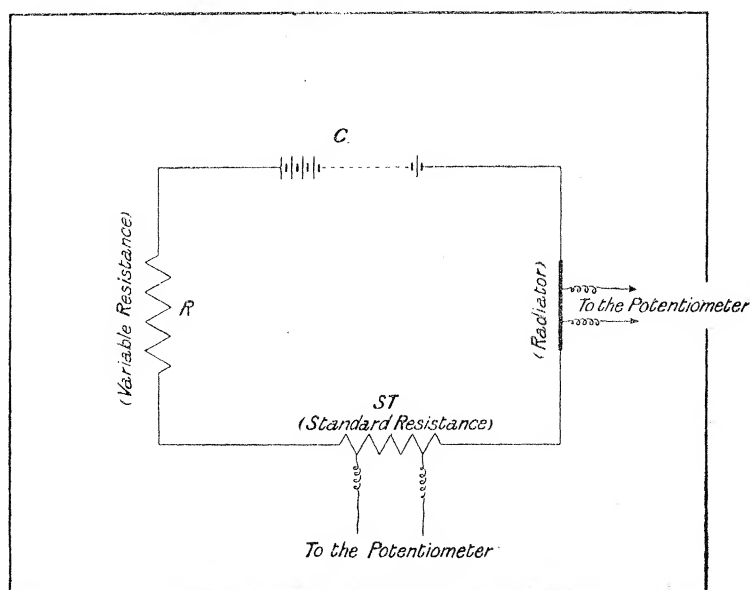 C.
(Variable Resistance)
R
(Radiator)
To the Potentiometer
ST
(Standard Resistance)
To the Potentiometer